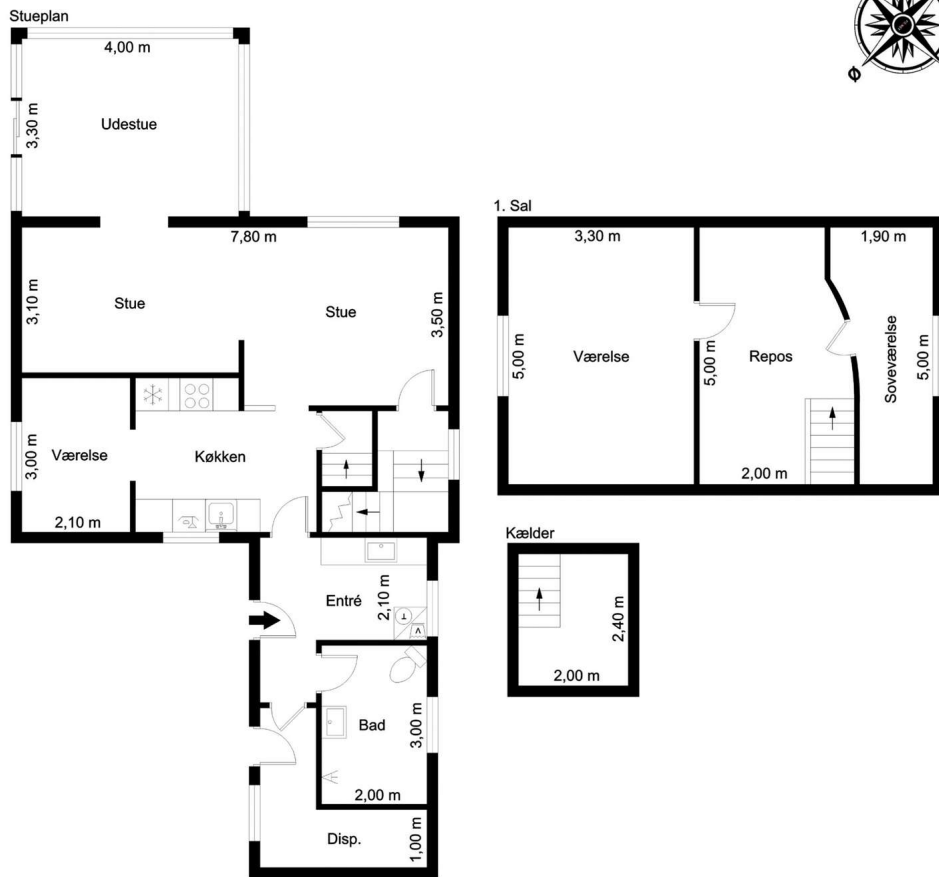 Stueplan
4,00 m
3,30 m
Udestue
7,80 m
3,10 m
Stue
Stue
3,50 m
3,00 m
Værelse
Køkken
2,10 m
Entré
2,10 m
Bad
3,00 m
2,00 m
Disp.
1,00 m
1. Sal
3,30 m
1,90 m
5,00 m
Værelse
5,00 m
Repos
Soveværelse
5,00 m
2,00 m
Kælder
2,40 m
2,00 m
Ø